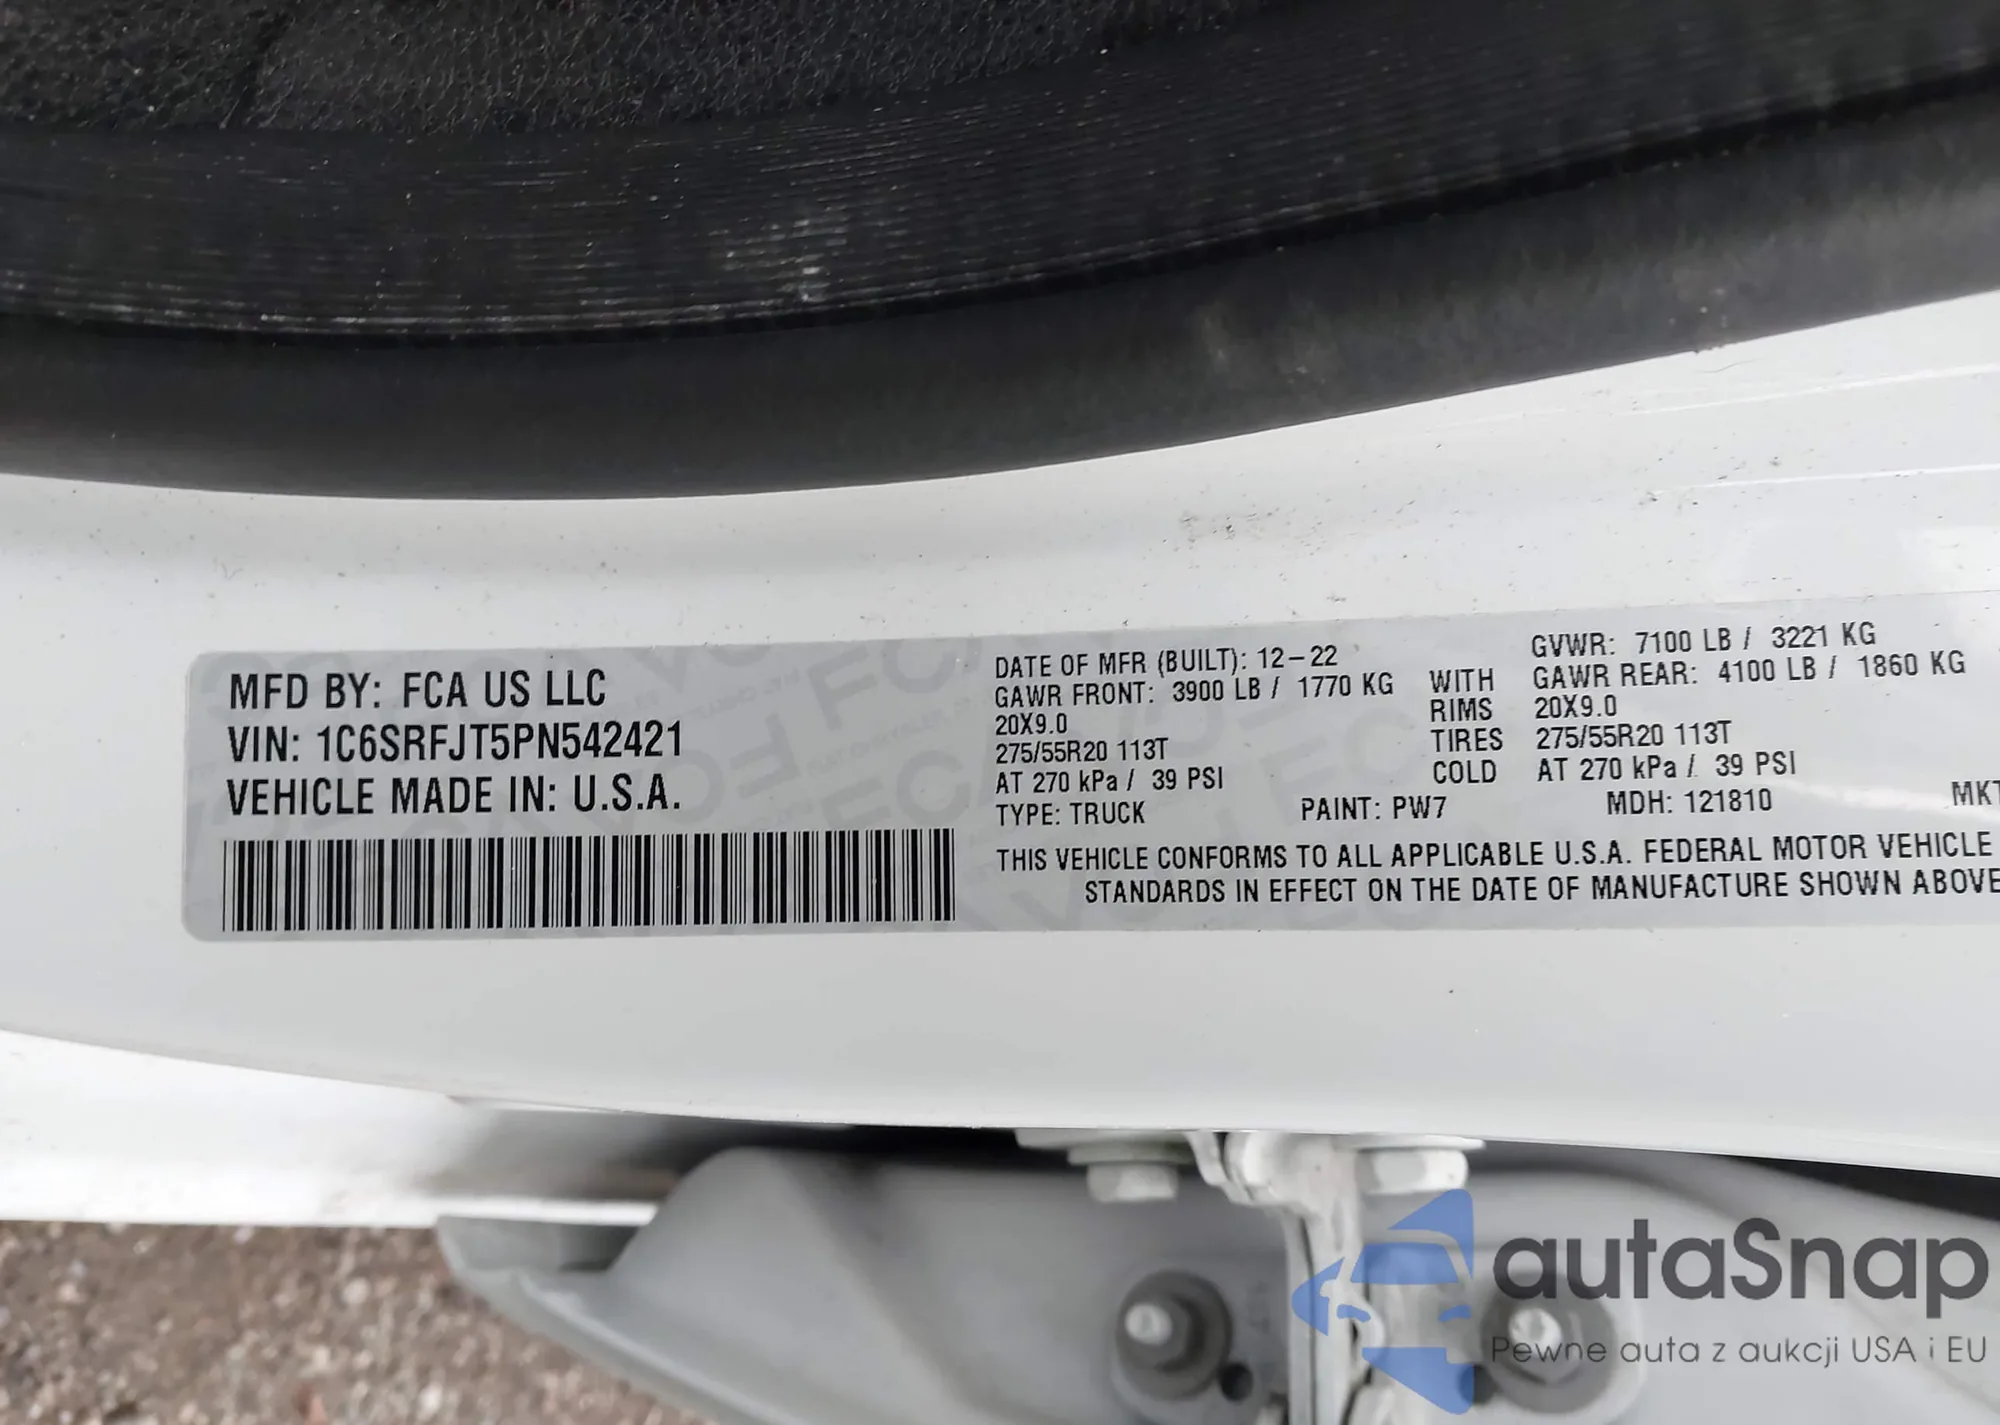 MFD BY: FCA US LLC
VIN: 1C6SRFJT5PN542421
VEHICLE MADE IN: U.S.A.
DATE OF MFR (BUILT): 12-22 GVWR: 7100 LB / 3221 KG
GAWR FRONT: 3900 LB / 1770 KG WITH GAWR REAR: 4100 LB / 1860 KG
20X9.0 RIMS 20X9.0
275/55R20 113T TIRES 275/55R20 113T
AT 270 kPa / 39 PSI COLD AT 270 kPa / 39 PSI
TYPE: TRUCK PAINT: PW7 MDH: 121810 MKT
THIS VEHICLE CONFORMS TO ALL APPLICABLE U.S.A. FEDERAL MOTOR VEHICLE
STANDARDS IN EFFECT ON THE DATE OF MANUFACTURE SHOWN ABOVE
autaSnap
Pewne auta z aukcji USA i EU